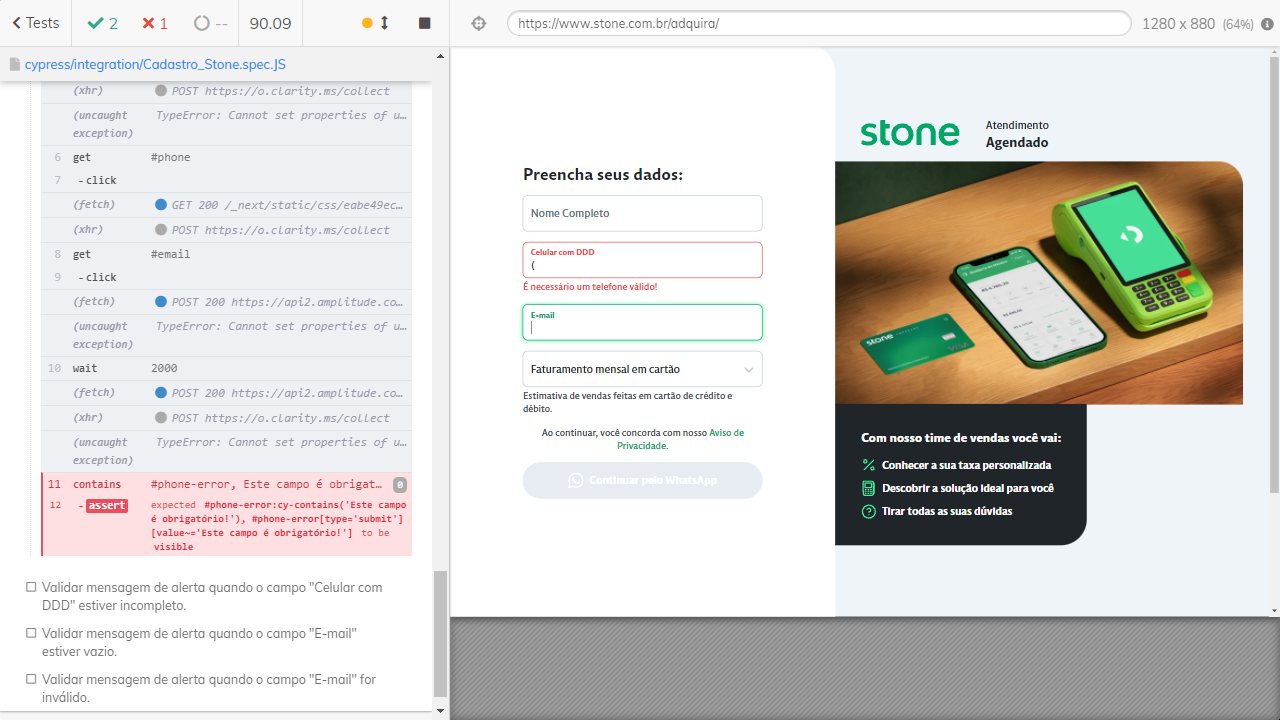 Tests
2
1
--
90.09
https://www.stone.com.br/adquira/
1280 x 880 (64%)
cypress/integration/Cadastro_Stone.spec.JS
(xhr) POST https://o.clarity.ms/collect
(uncaught exception) TypeError: Cannot set properties of u…
6 get #phone
7 -click
(fetch) GET 200 /_next/static/css/eabe49ec…
(xhr) POST https://o.clarity.ms/collect
8 get #email
9 -click
(fetch) POST 200 https://api2.amplitude.co…
(uncaught exception) TypeError: Cannot set properties of u…
10 wait 2000
(fetch) POST 200 https://api2.amplitude.co…
(xhr) POST https://o.clarity.ms/collect
(uncaught exception) TypeError: Cannot set properties of u…
11 contains #phone-error, Este campo é obrigat… 0
12 -assert expected #phone-error:cy-contains('Este campo
é obrigatório!'), #phone-error[type='submit']
[value~='Este campo é obrigatório!'] to be
visible
Validar mensagem de alerta quando o campo "Celular com
DDD" estiver incompleto.
Validar mensagem de alerta quando o campo "E-mail"
estiver vazio.
Validar mensagem de alerta quando o campo "E-mail" for
inválido.
Preencha seus dados:
Nome Completo
Celular com DDD
(
É necessário um telefone válido!
E-mail
Faturamento mensal em cartão
Estimativa de vendas feitas em cartão de crédito e
débito.
Ao continuar, você concorda com nosso Aviso de
Privacidade.
Continuar pelo WhatsApp
stone
Atendimento
Agendado
stone
VISA
Com nosso time de vendas você vai:
Conhecer a sua taxa personalizada
Descobrir a solução ideal para você
Tirar todas as suas dúvidas